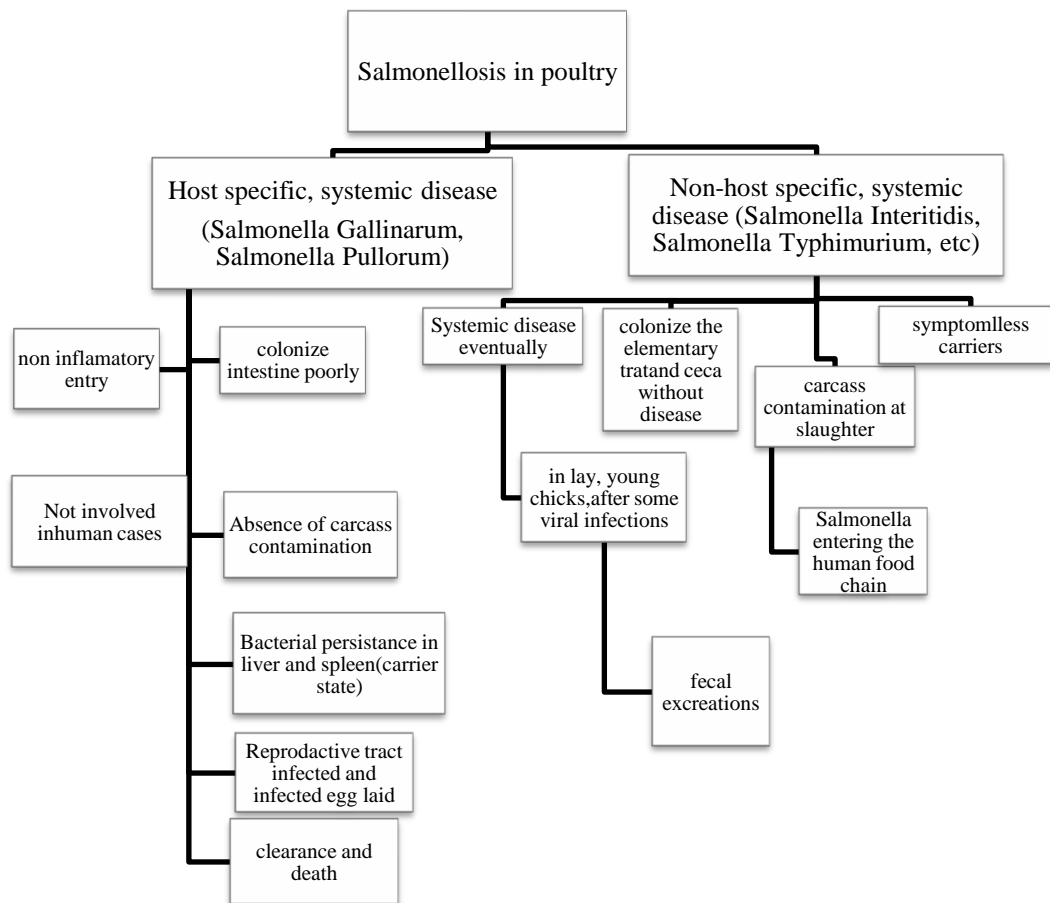 Salmonellosis in poultry
Host specific, systemic disease
(Salmonella Gallinarum,
Salmonella Pullorum)
Non-host specific, systemic
disease (Salmonella Interitidis,
Salmonella Typhimurium, etc)
non inflamatory
entry
colonize
intestine poorly
Not involved
inhuman cases
Absence of carcass
contamination
Bacterial persistance in
liver and spleen(carrier
state)
Reprodactive tract
infected and
infected egg laid
clearance and
death
Systemic disease
eventually
colonize the
elementary
tratand ceca
without
disease
carcass
contamination at
slaughter
symptomlless
carriers
in lay, young
chicks,after some
viral infections
Salmonella
entering the
human food
chain
fecal
excreations